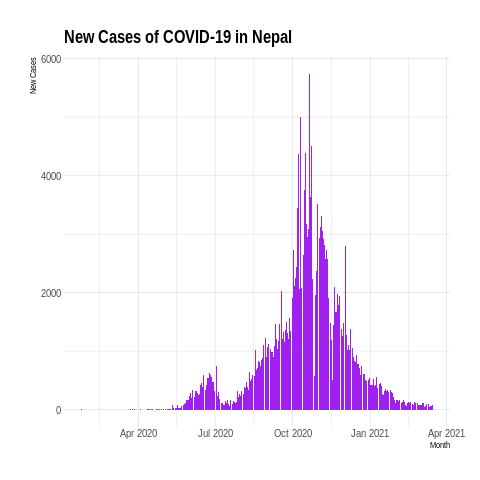 New Cases of COVID-19 in Nepal
New Cases
6000
4000
2000
0
Apr 2020
Jul 2020
Oct 2020
Jan 2021
Apr 2021
Month